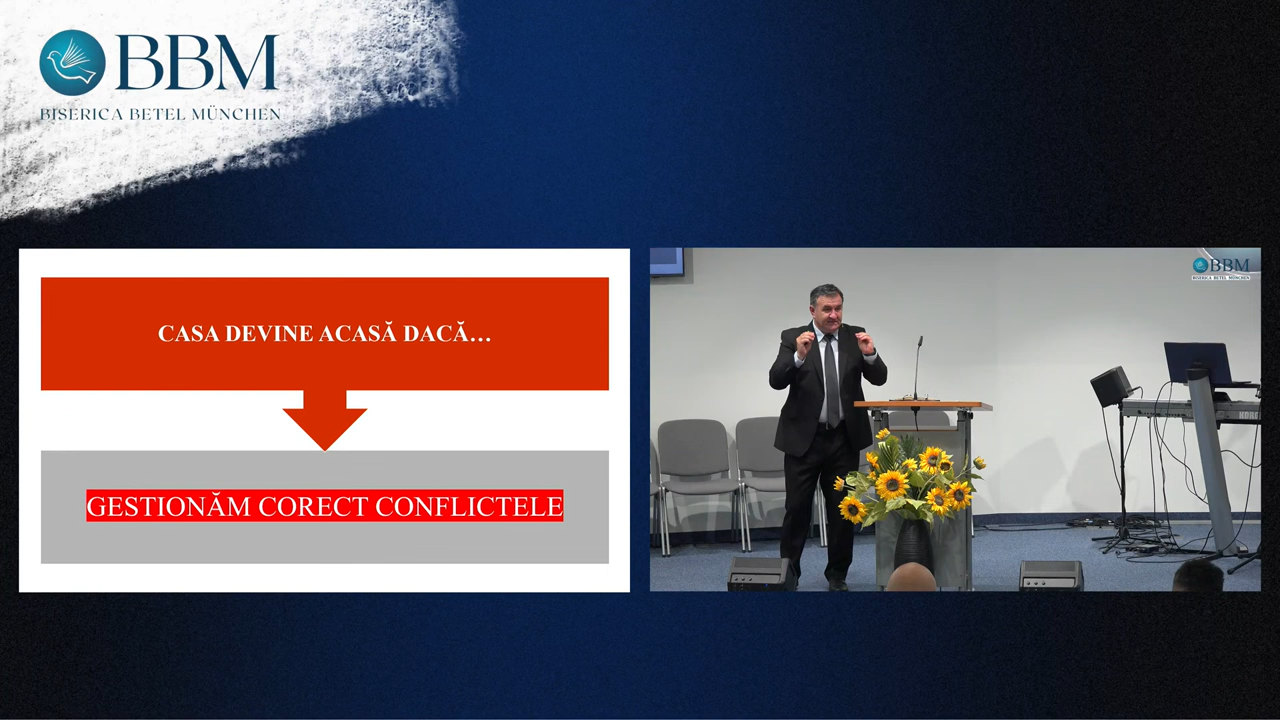 BBM
BISERICA BETEL MÜNCHEN
CASA DEVINE ACASĂ DACĂ...
GESTIONĂM CORECT CONFLICTELE
BBM
BISERICA BETEL MÜNCHEN